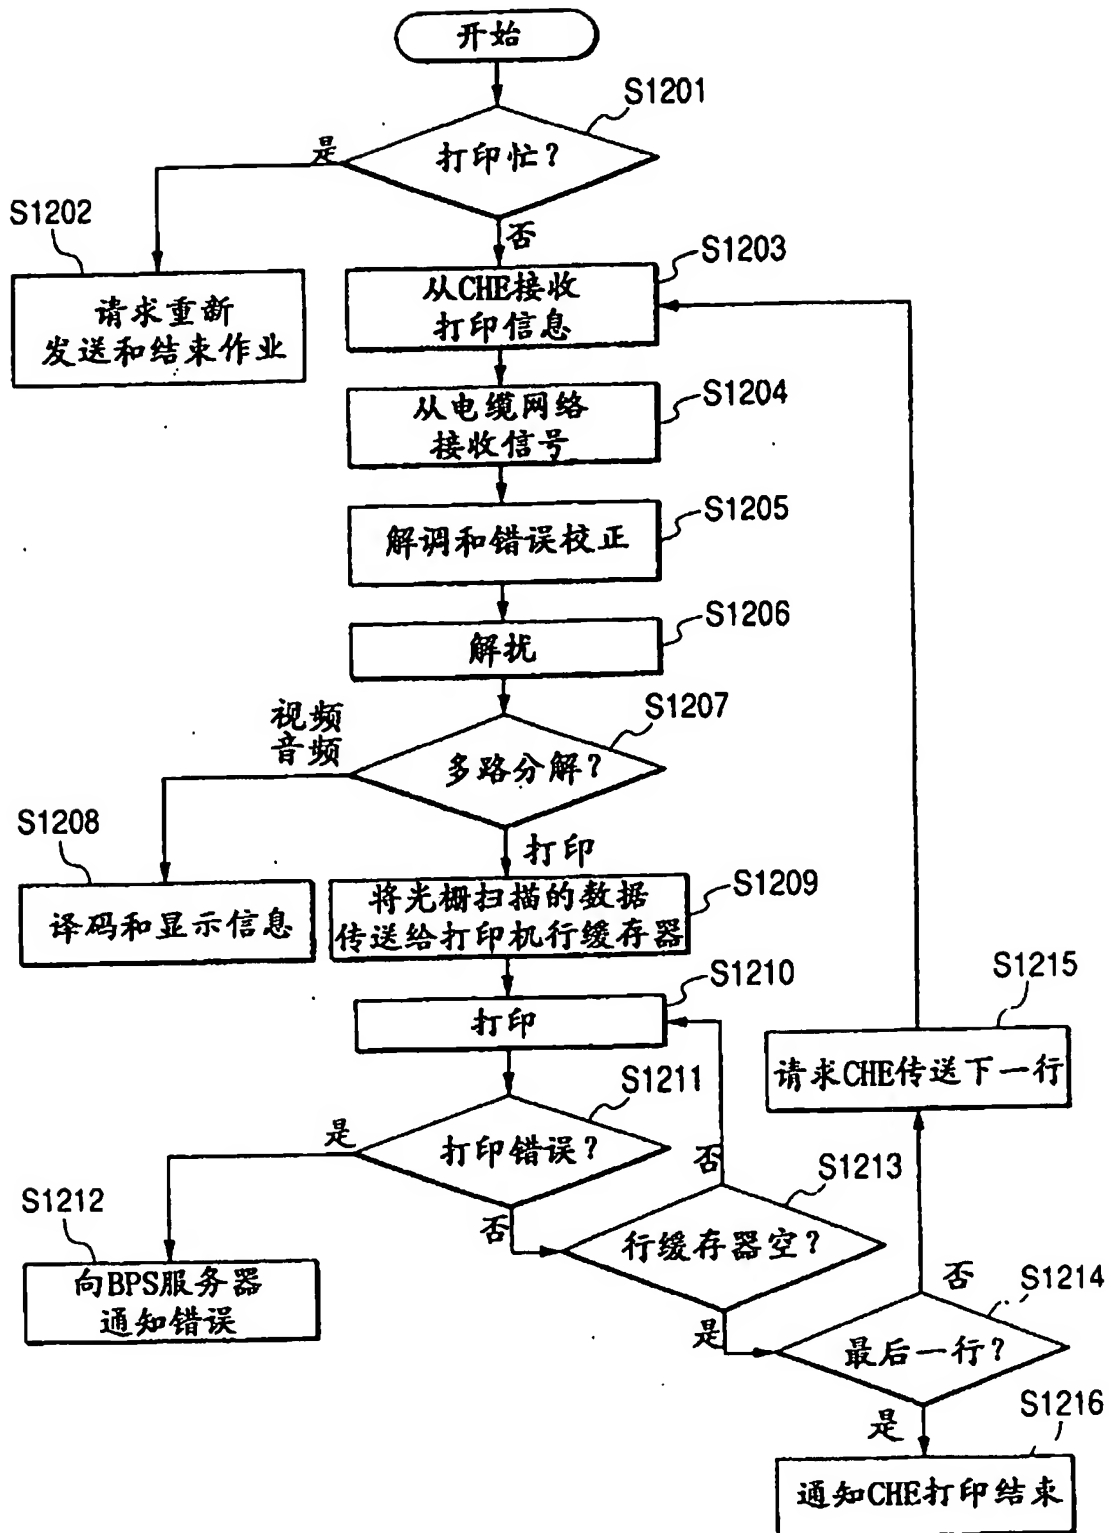 开始
S1201
打印忙?
是
否
S1202
请求重新
发送和结束作业
S1203
从CHE接收
打印信息
S1204
从电缆网络
接收信号
S1205
解调和错误校正
S1206
解扰
S1207
多路分解?
视频
音频
打印
S1208
译码和显示信息
S1209
将光栅扫描的数据
传送给打印机行缓存器
S1210
打印
S1215
请求CHE传送下一行
S1211
打印错误?
是
否
S1212
向BPS服务器
通知错误
S1213
行缓存器空?
否
是
S1214
最后一行?
否
是
S1216
通知CHE打印结束